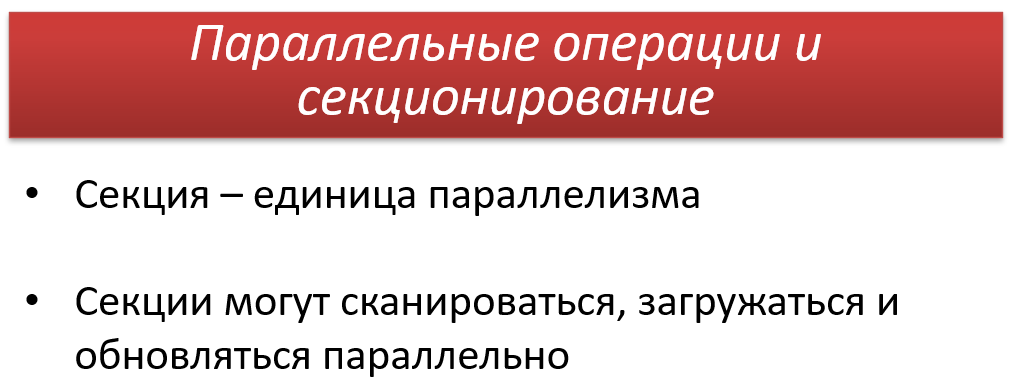 Параллельные операции и
секционирование
• Секция – единица параллелизма
• Секции могут сканироваться, загружаться и
обновляться параллельно